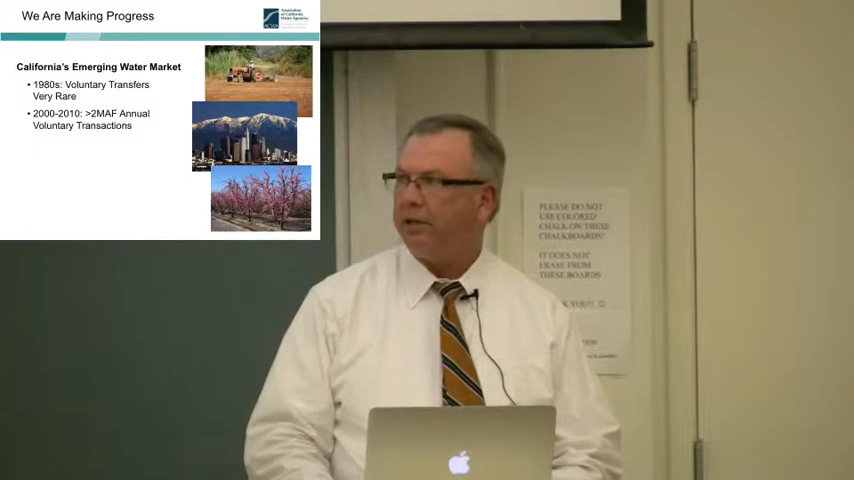 We Are Making Progress
Association of California
Water Agencies
ACWA
California's Emerging Water Market
• 1980s: Voluntary Transfers
Very Rare
• 2000-2010: >2MAF Annual
Voluntary Transactions
PLEASE DO NOT
USE COLORED
CHALK ON THESE
CHALKBOARDS!
IT DOES NOT
ERASE FROM
THESE BOARDS
YOU!!